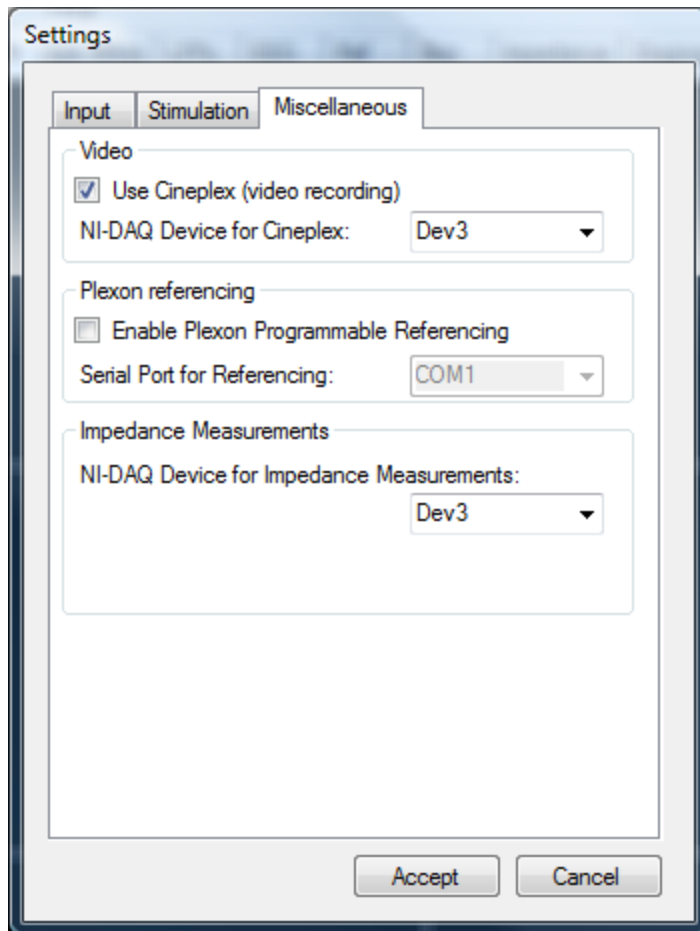 Settings
Input Stimulation Miscellaneous
Video
Use Cineplex (video recording)
NI-DAQ Device for Cineplex: Dev3
Plexon referencing
Enable Plexon Programmable Referencing
Serial Port for Referencing: COM1
Impedance Measurements
NI-DAQ Device for Impedance Measurements:
Dev3
Accept Cancel